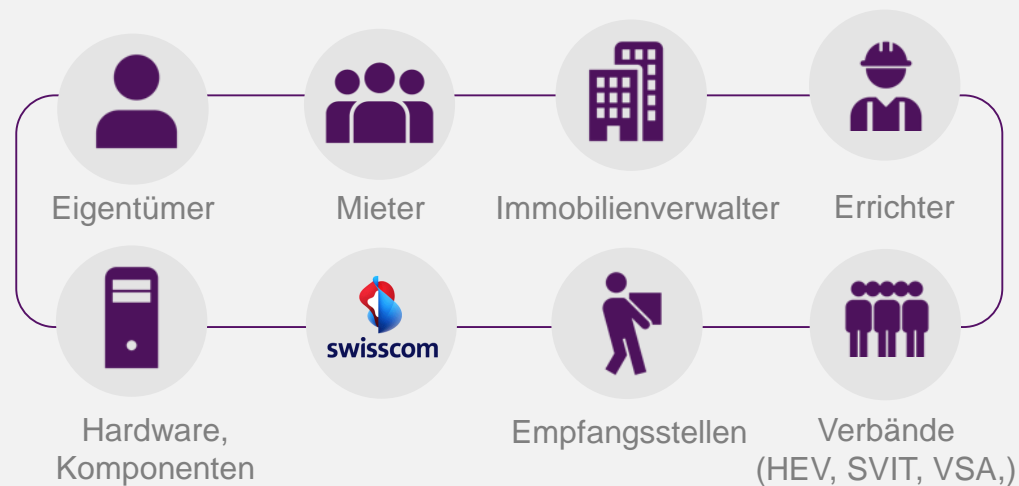 Eigentümer
Mieter
Immobilienverwalter
Errichter
swisscom
Hardware,
Komponenten
Empfangsstellen
Verbände
(HEV, SVIT, VSA,)